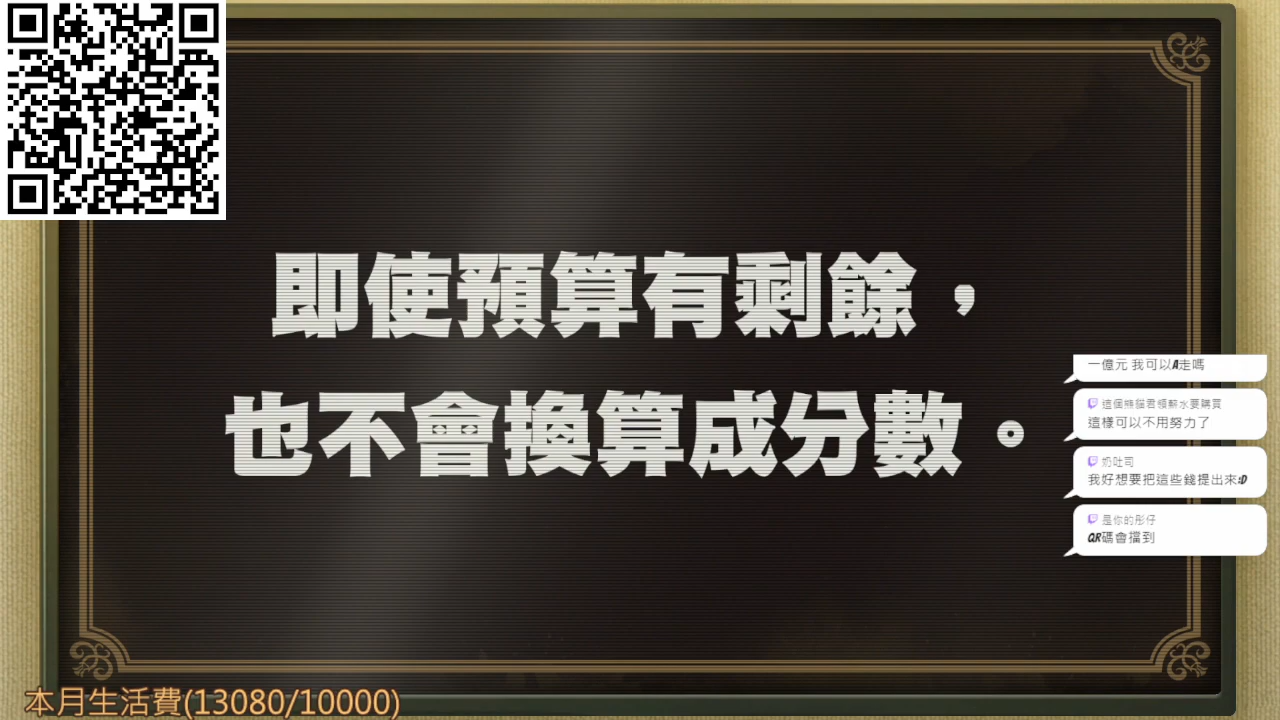 即使預算有剩餘，
也不會換算成分數。
一億元 我可以A走嗎
這個熊貓君領薪水要購買
這樣可以不用努力了
奶吐司
我好想要把這些錢提出來:D
是你的彤仔
QR碼會擋到
本月生活費(13080/10000)